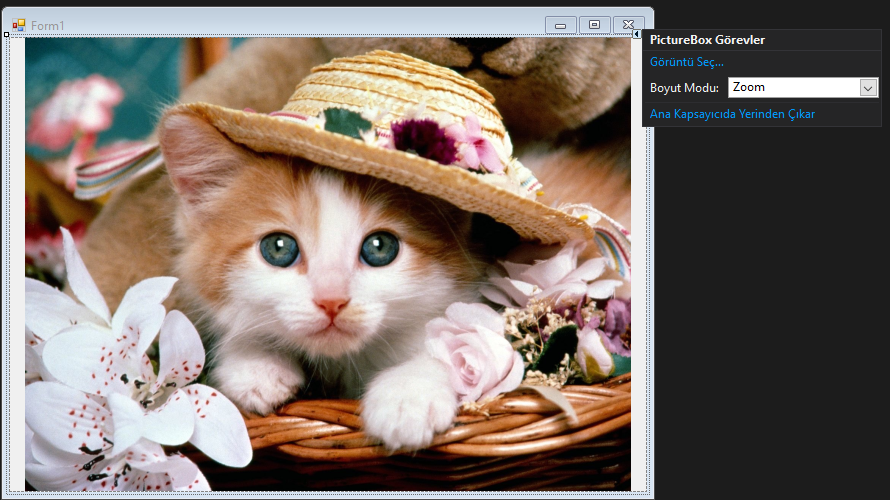 Form1
PictureBox Görevler
Görüntü Seç...
Boyut Modu: Zoom
Ana Kapsayıcıda Yerinden Çıkar